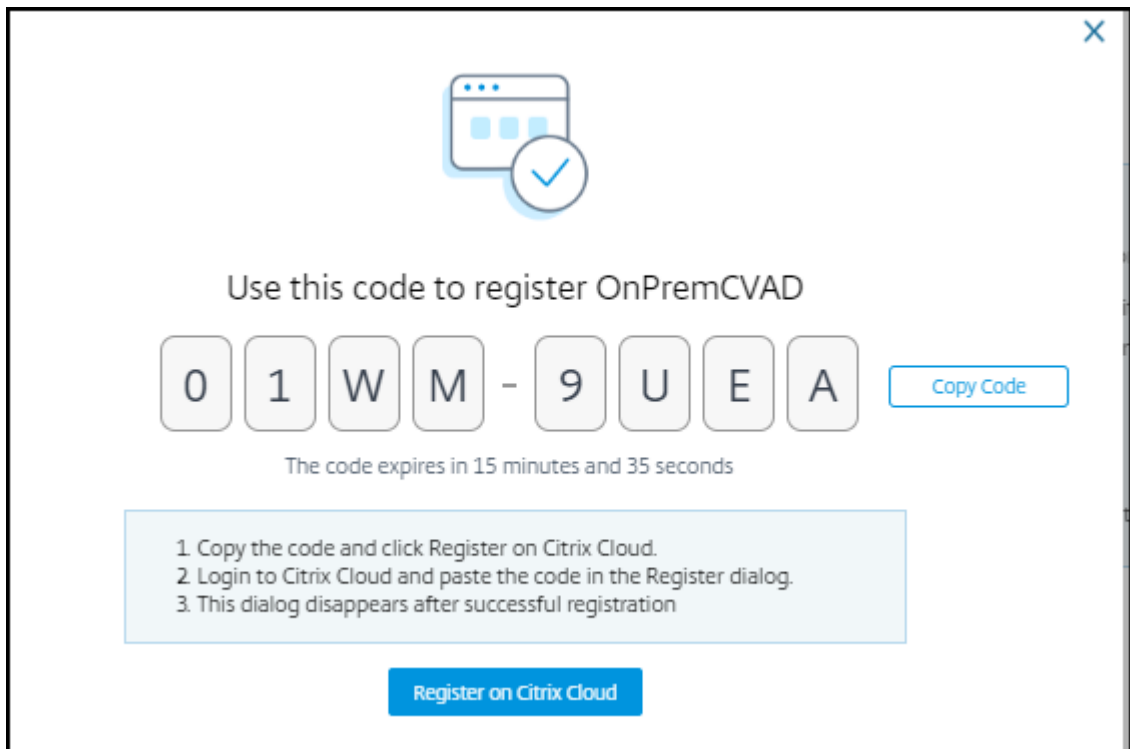 Use this code to register OnPremCVAD
0 1 W M - 9 U E A
Copy Code
The code expires in 15 minutes and 35 seconds
1. Copy the code and click Register on Citrix Cloud.
2. Login to Citrix Cloud and paste the code in the Register dialog.
3. This dialog disappears after successful registration
Register on Citrix Cloud